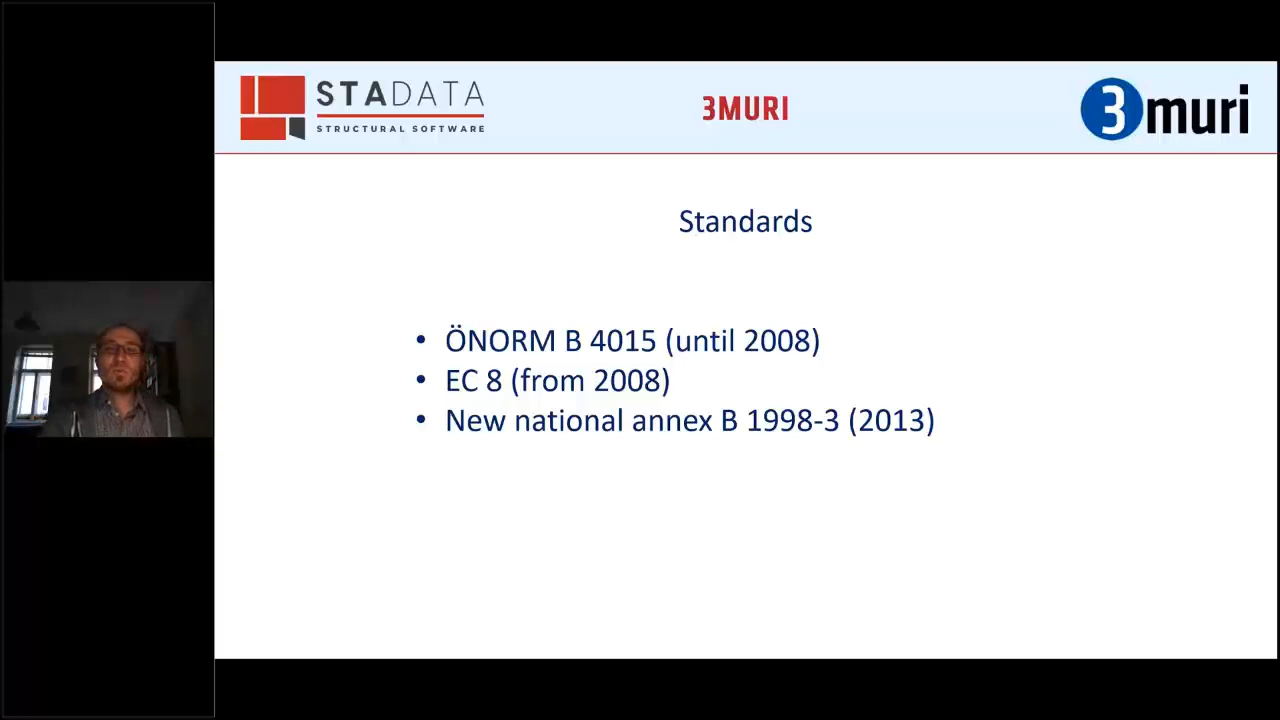 STADATA
STRUCTURAL SOFTWARE
3MURI
3muri
Standards
• ÖNORM B 4015 (until 2008)
• EC 8 (from 2008)
• New national annex B 1998-3 (2013)